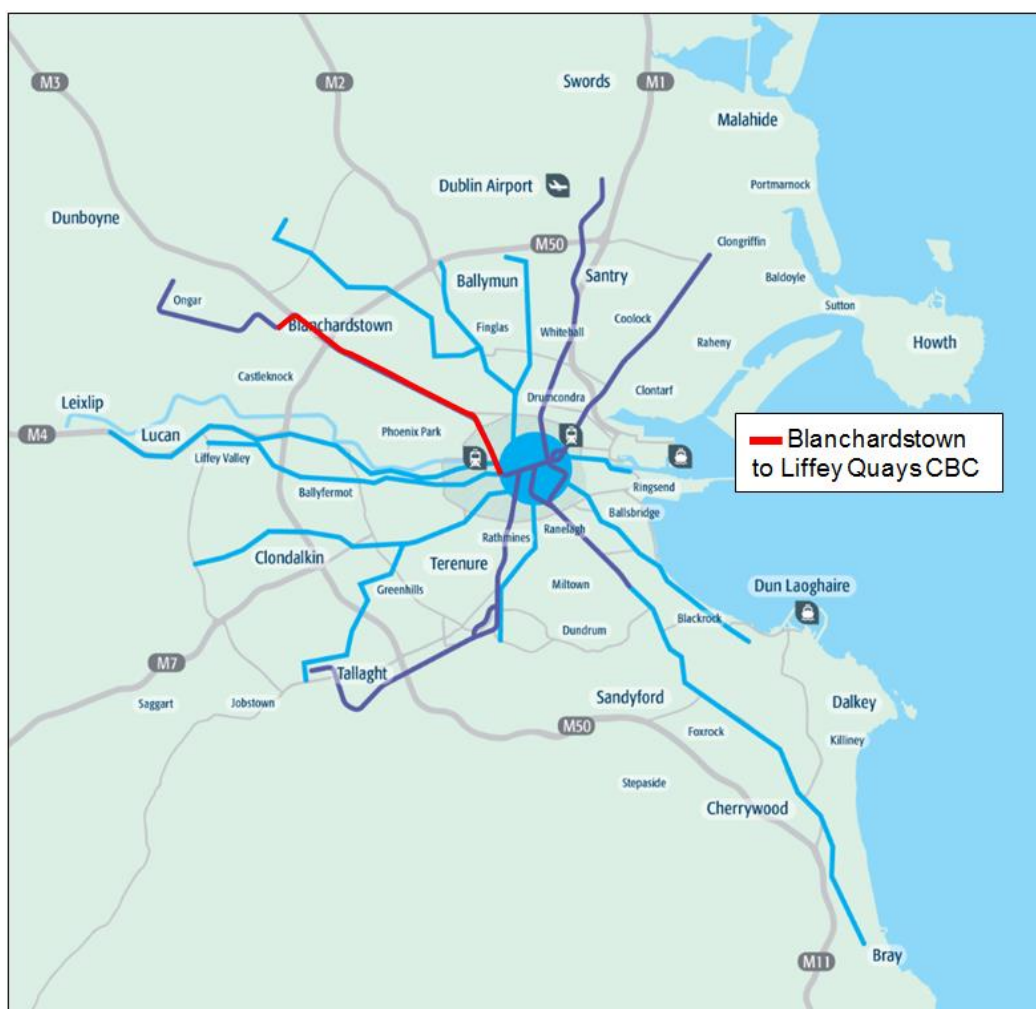 M3
M2
Swords
M1
Malahide
Dublin Airport
Portmarnock
Dunboyne
M50
Clongriffin
Ballymun
Santry
Baldoyle
Ongar
Sutton
Blanchardstown
Finglas
Whitehall
Coolock
Raheny
Howth
Castleknock
Drumcondra
Clontarf
Leixlip
Phoenix Park
M4
Lucan
Liffey Valley
Ballyfermot
Ringsend
Ballsbridge
Blanchardstown
to Liffey Quays CBC
Clondalkin
Rathmines
Ranelagh
Terenure
Greenhills
Miltown
Dun Laoghaire
Blackrock
Dundrum
M7
Tallaght
Saggart
Jobstown
Sandyford
Dalkey
M50
Foxrock
Killiney
Stepaside
Cherrywood
M11
Bray